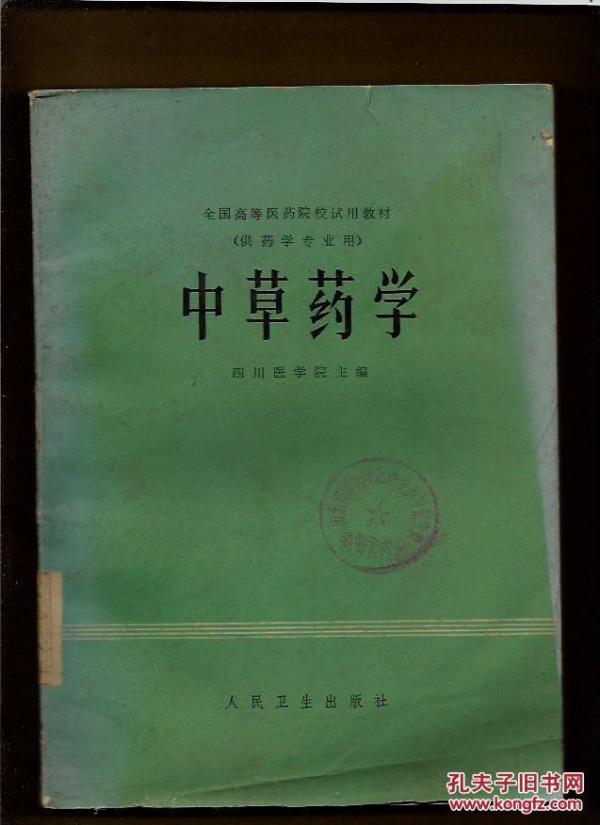 全国高等医药院校试用教材
（供药学专业用）
中草药学
四川医学院主编
人民卫生出版社
孔夫子旧书网
www.kongfz.com